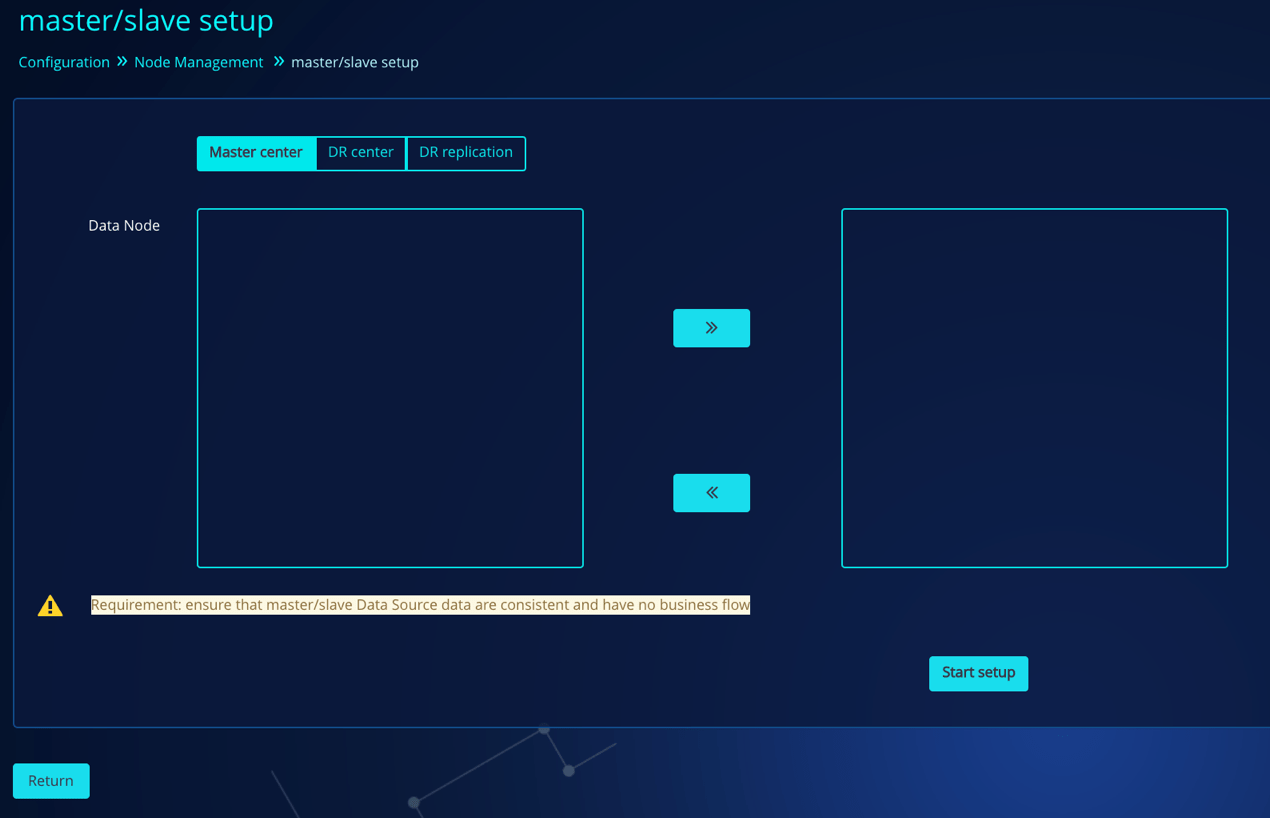 master/slave setup
Configuration » Node Management » master/slave setup
Master center DR center DR replication
Data Node
»
«
Requirement: ensure that master/slave Data Source data are consistent and have no business flow
Start setup
Return